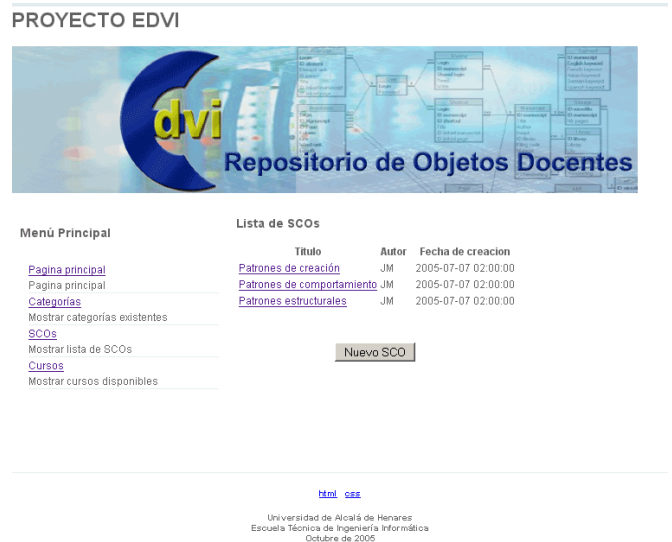 PROYECTO EDVI
dvi
Repositorio de Objetos Docentes
Menú Principal
Pagina principal
Pagina principal
Categorías
Mostrar categorías existentes
SCOs
Mostrar lista de SCOs
Cursos
Mostrar cursos disponibles
Lista de SCOs
Título Autor Fecha de creacion
Patrones de creación JM 2005-07-07 02:00:00
Patrones de comportamiento JM 2005-07-07 02:00:00
Patrones estructurales JM 2005-07-07 02:00:00
Nuevo SCO
html css
Universidad de Alcalá de Henares
Escuela Técnica de Ingeniería Informática
Octubre de 2005